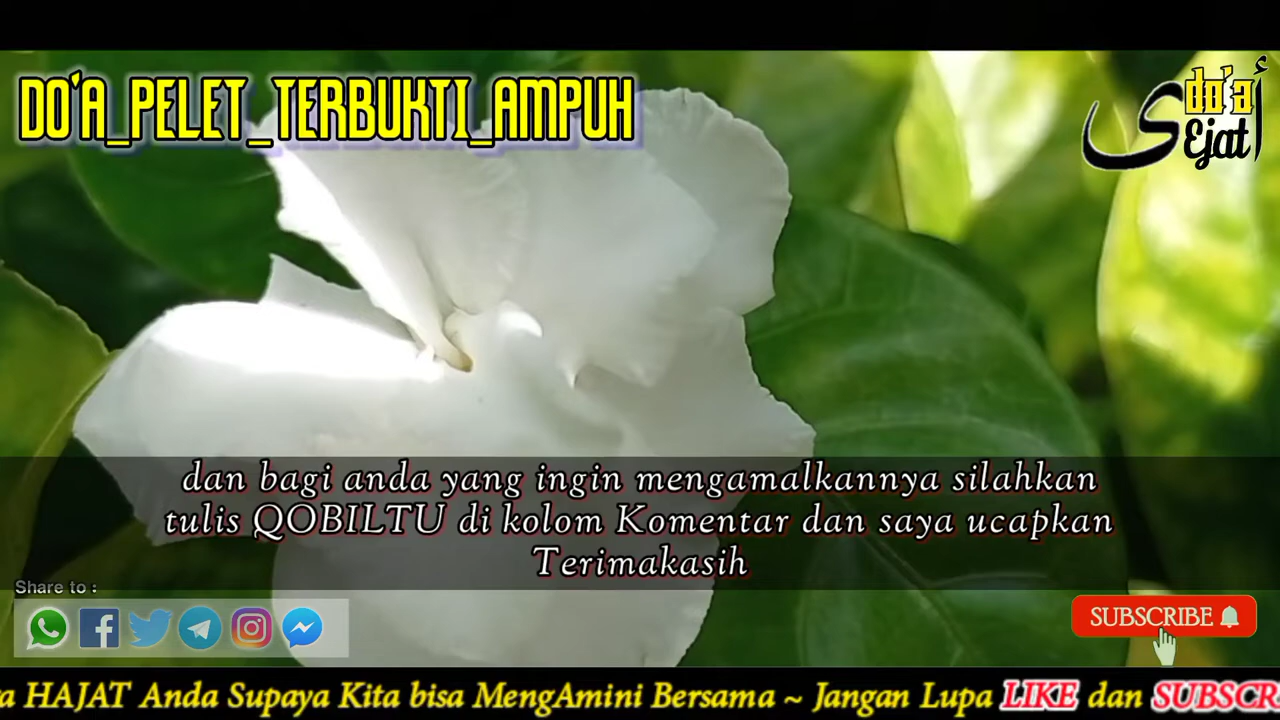 DO'A_PELET_TERBUKTI_AMPUH
do'a
Ejati
dan bagi anda yang ingin mengamalkannya silahkan
tulis QOBILTU di kolom Komentar dan saya ucapkan
Terimakasih
Share to :
SUBSCRIBE
HAJAT Anda Supaya Kita bisa MengAmini Bersama ~ Jangan Lupa LIKE dan SUBSCR